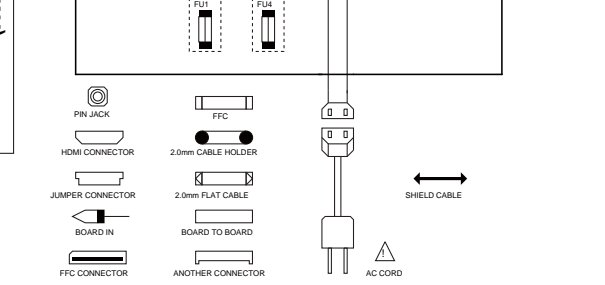 FU1 FU4
PIN JACK
FFC
HDMI CONNECTOR
2.0mm CABLE HOLDER
JUMPER CONNECTOR
2.0mm FLAT CABLE
SHIELD CABLE
BOARD IN
BOARD TO BOARD
!
FFC CONNECTOR
ANOTHER CONNECTOR
AC CORD